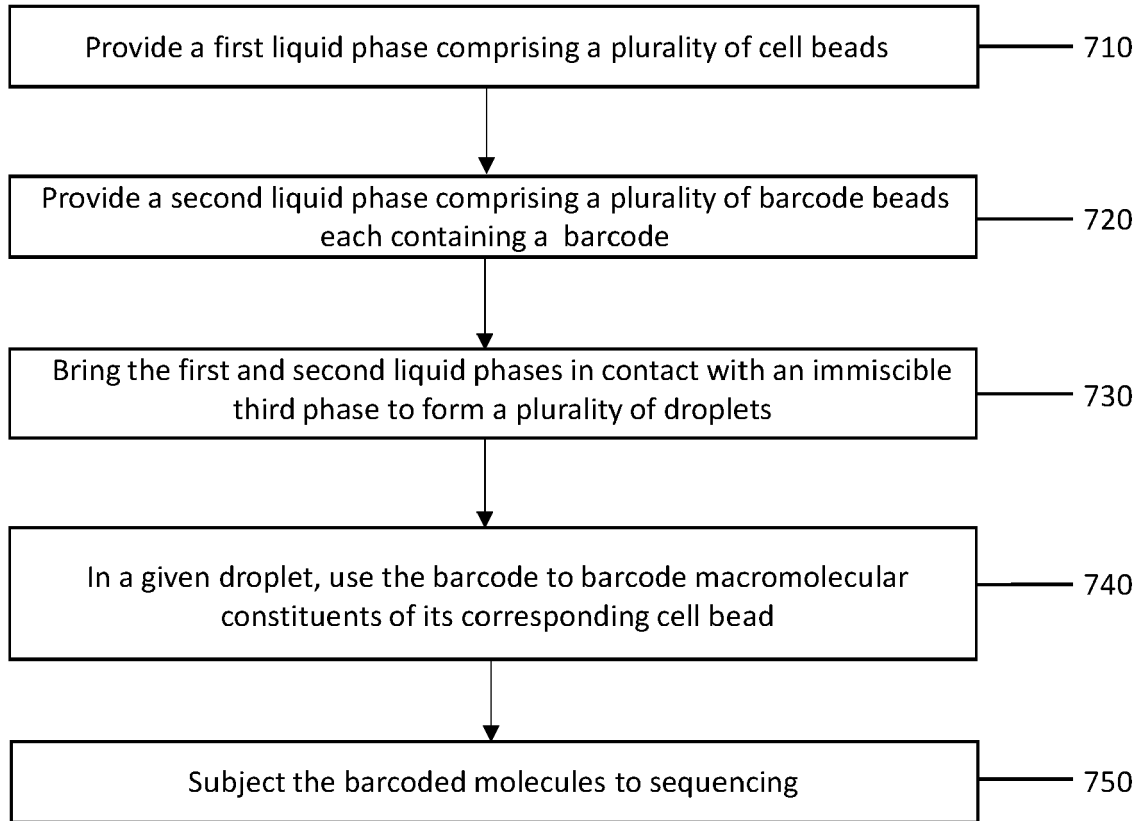 Provide a first liquid phase comprising a plurality of cell beads
710
Provide a second liquid phase comprising a plurality of barcode beads
each containing a barcode
720
Bring the first and second liquid phases in contact with an immiscible
third phase to form a plurality of droplets
730
In a given droplet, use the barcode to barcode macromolecular
constituents of its corresponding cell bead
740
Subject the barcoded molecules to sequencing
750